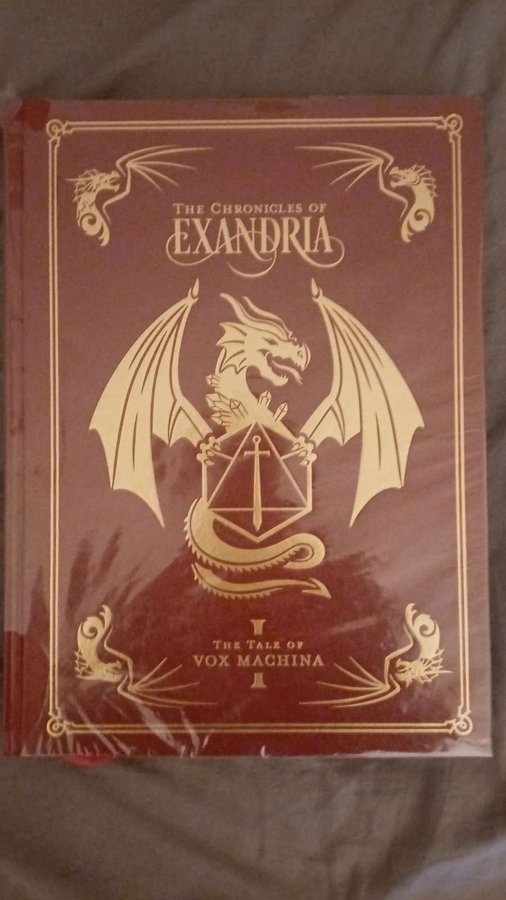 THE CHRONICLES OF
EXANDRIA
I
THE TALE OF
VOX MACHINA